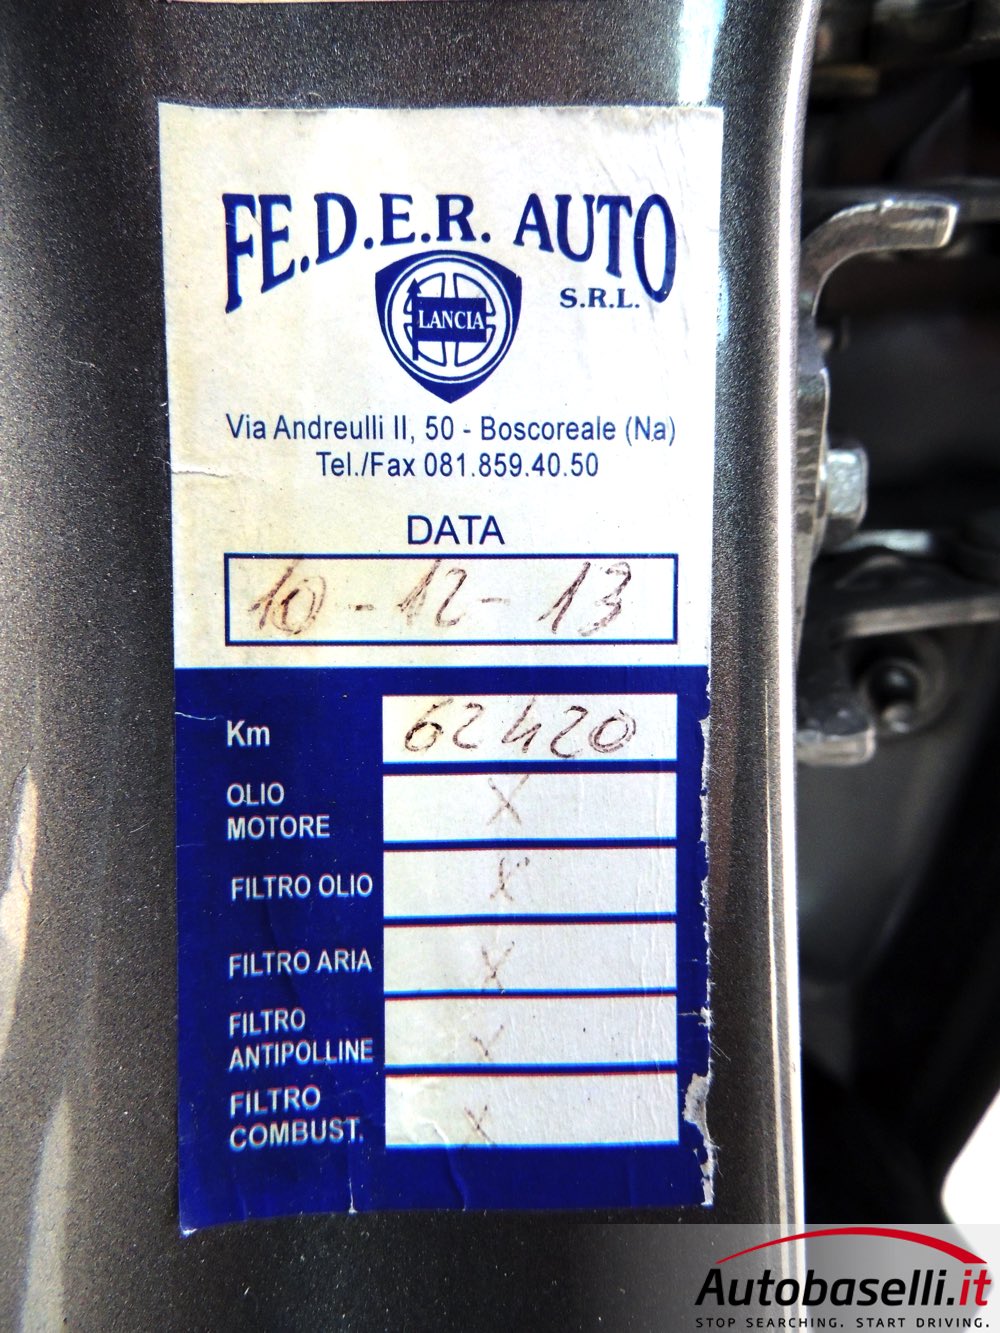 FE.D.E.R. AUTO
S.R.L.
LANCIA
Via Andreulli II, 50 - Boscoreale (Na)
Tel./Fax 081.859.40.50
DATA
10 - 12 - 13
Km 62420
OLIO
MOTORE X
FILTRO OLIO X
FILTRO ARIA X
FILTRO
ANTIPOLLINE X
FILTRO
COMBUST. X
Autobaselli.it
STOP SEARCHING. START DRIVING.